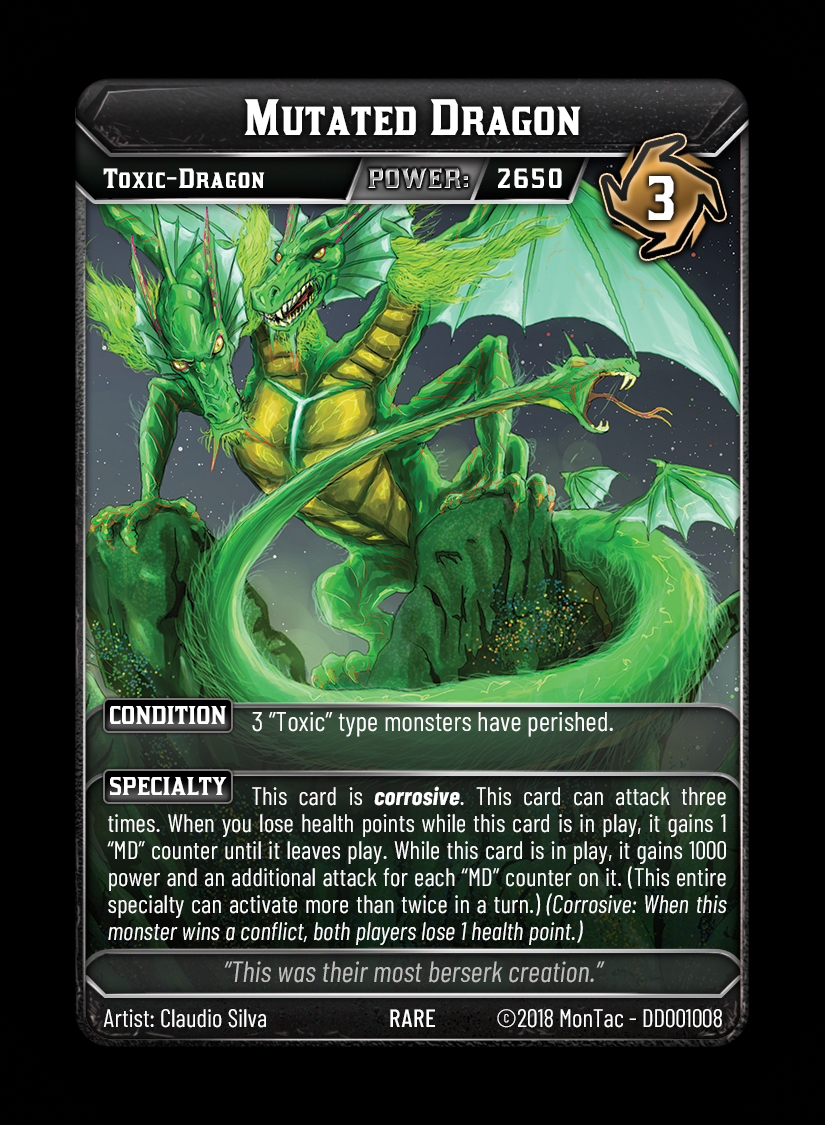 Mutated Dragon
Toxic-Dragon POWER: 2650 3
CONDITION 3 "Toxic" type monsters have perished.
SPECIALTY This card is corrosive. This card can attack three
times. When you lose health points while this card is in play, it gains 1
"MD" counter until it leaves play. While this card is in play, it gains 1000
power and an additional attack for each "MD" counter on it. (This entire
specialty can activate more than twice in a turn.) (Corrosive: When this
monster wins a conflict, both players lose 1 health point.)
"This was their most berserk creation."
Artist: Claudio Silva RARE ©2018 MonTac - DD001008